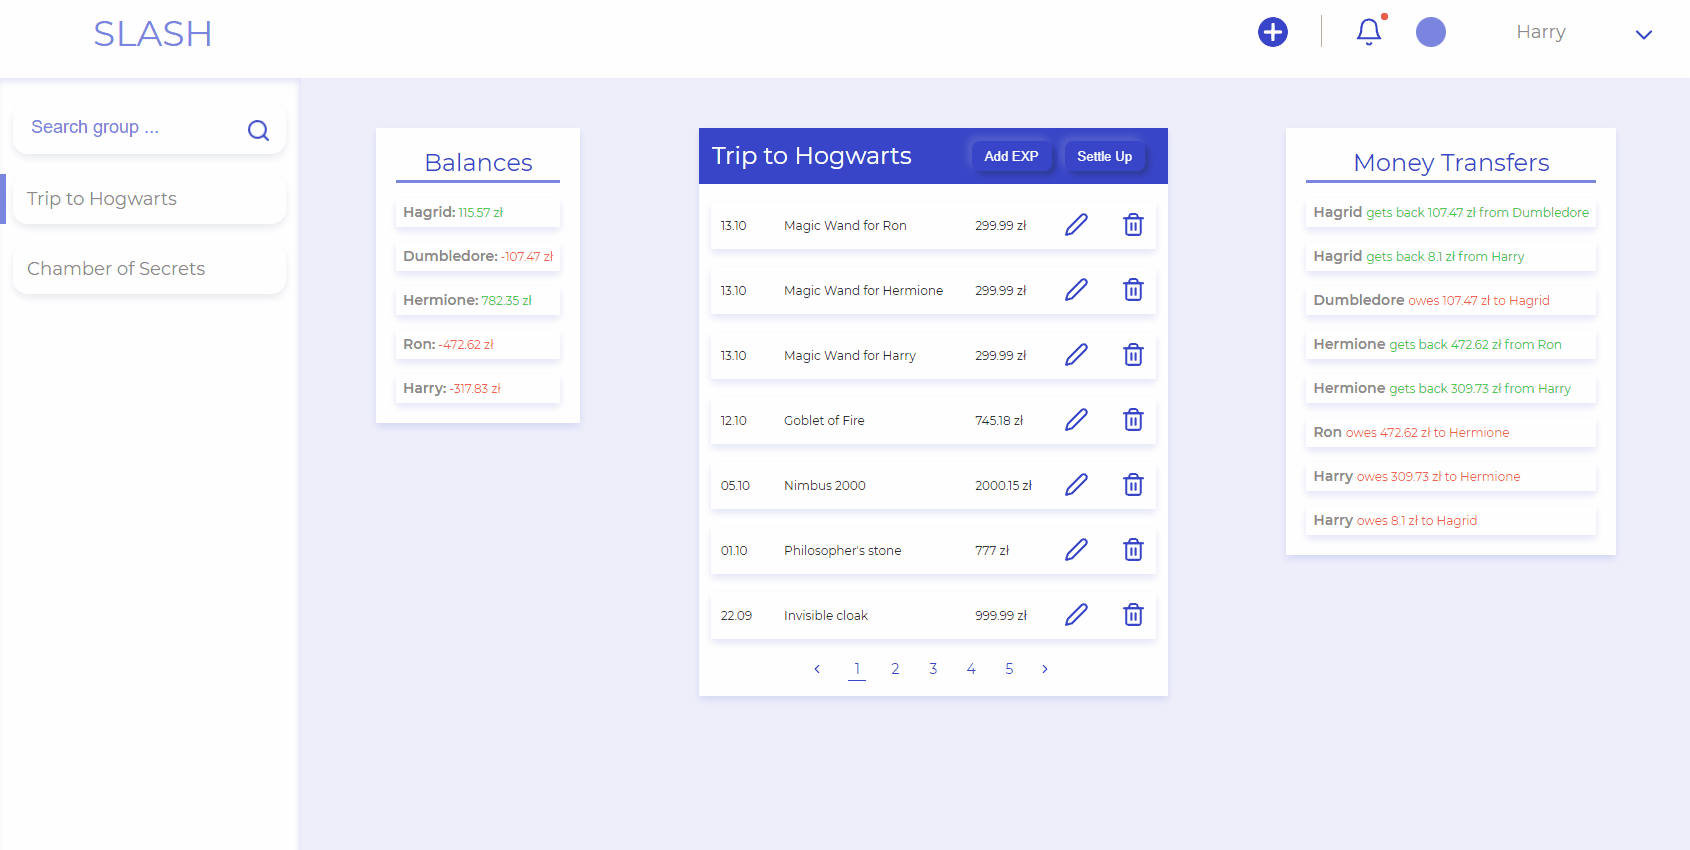 SLASH
Harry
Search group ...
Trip to Hogwarts
Chamber of Secrets
Balances
Hagrid: 115.57 zł
Dumbledore: -107.47 zł
Hermione: 782.35 zł
Ron: -472.62 zł
Harry: -317.83 zł
Trip to Hogwarts Add EXP Settle Up
13.10 Magic Wand for Ron 299.99 zł
13.10 Magic Wand for Hermione 299.99 zł
13.10 Magic Wand for Harry 299.99 zł
12.10 Goblet of Fire 745.18 zł
05.10 Nimbus 2000 2000.15 zł
01.10 Philosopher's stone 777 zł
22.09 Invisible cloak 999.99 zł
‹ 1 2 3 4 5 ›
Money Transfers
Hagrid gets back 107.47 zł from Dumbledore
Hagrid gets back 8.1 zł from Harry
Dumbledore owes 107.47 zł to Hagrid
Hermione gets back 472.62 zł from Ron
Hermione gets back 309.73 zł from Harry
Ron owes 472.62 zł to Hermione
Harry owes 309.73 zł to Hermione
Harry owes 8.1 zł to Hagrid